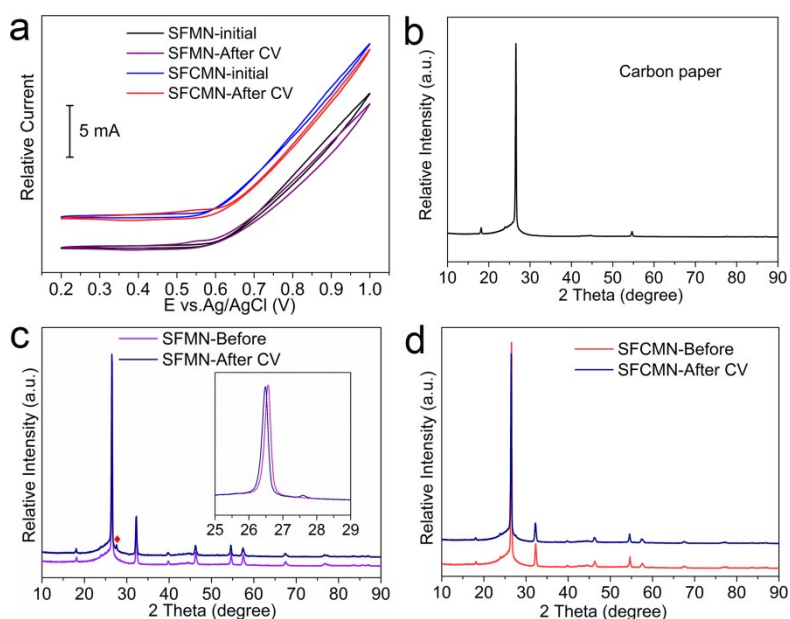 a
SFMN-initial
SFMN-After CV
SFCMN-initial
SFCMN-After CV
5 mA
Relative Current
0.2 0.3 0.4 0.5 0.6 0.7 0.8 0.9 1.0
E vs.Ag/AgCl (V)
b
Carbon paper
Relative Intensity (a.u.)
10 20 30 40 50 60 70 80 90
2 Theta (degree)
c
SFMN-Before
SFMN-After CV
Relative Intensity (a.u.)
25 26 27 28 29
10 20 30 40 50 60 70 80 90
2 Theta (degree)
d
SFCMN-Before
SFCMN-After CV
Relative Intensity (a.u.)
10 20 30 40 50 60 70 80 90
2 Theta (degree)